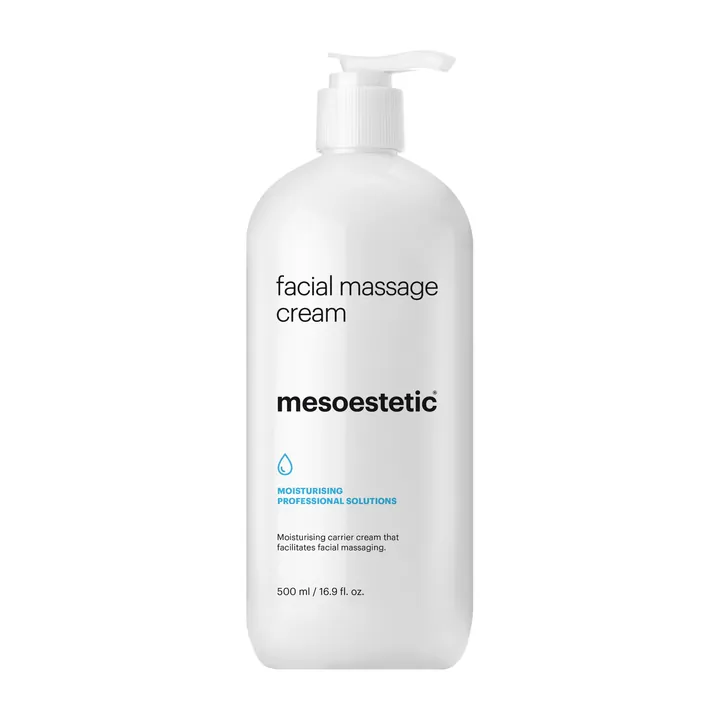 facial massage
cream
mesoestetic®
MOISTURISING
PROFESSIONAL SOLUTIONS
Moisturising carrier cream that
facilitates facial massaging.
500 ml / 16.9 fl. oz.